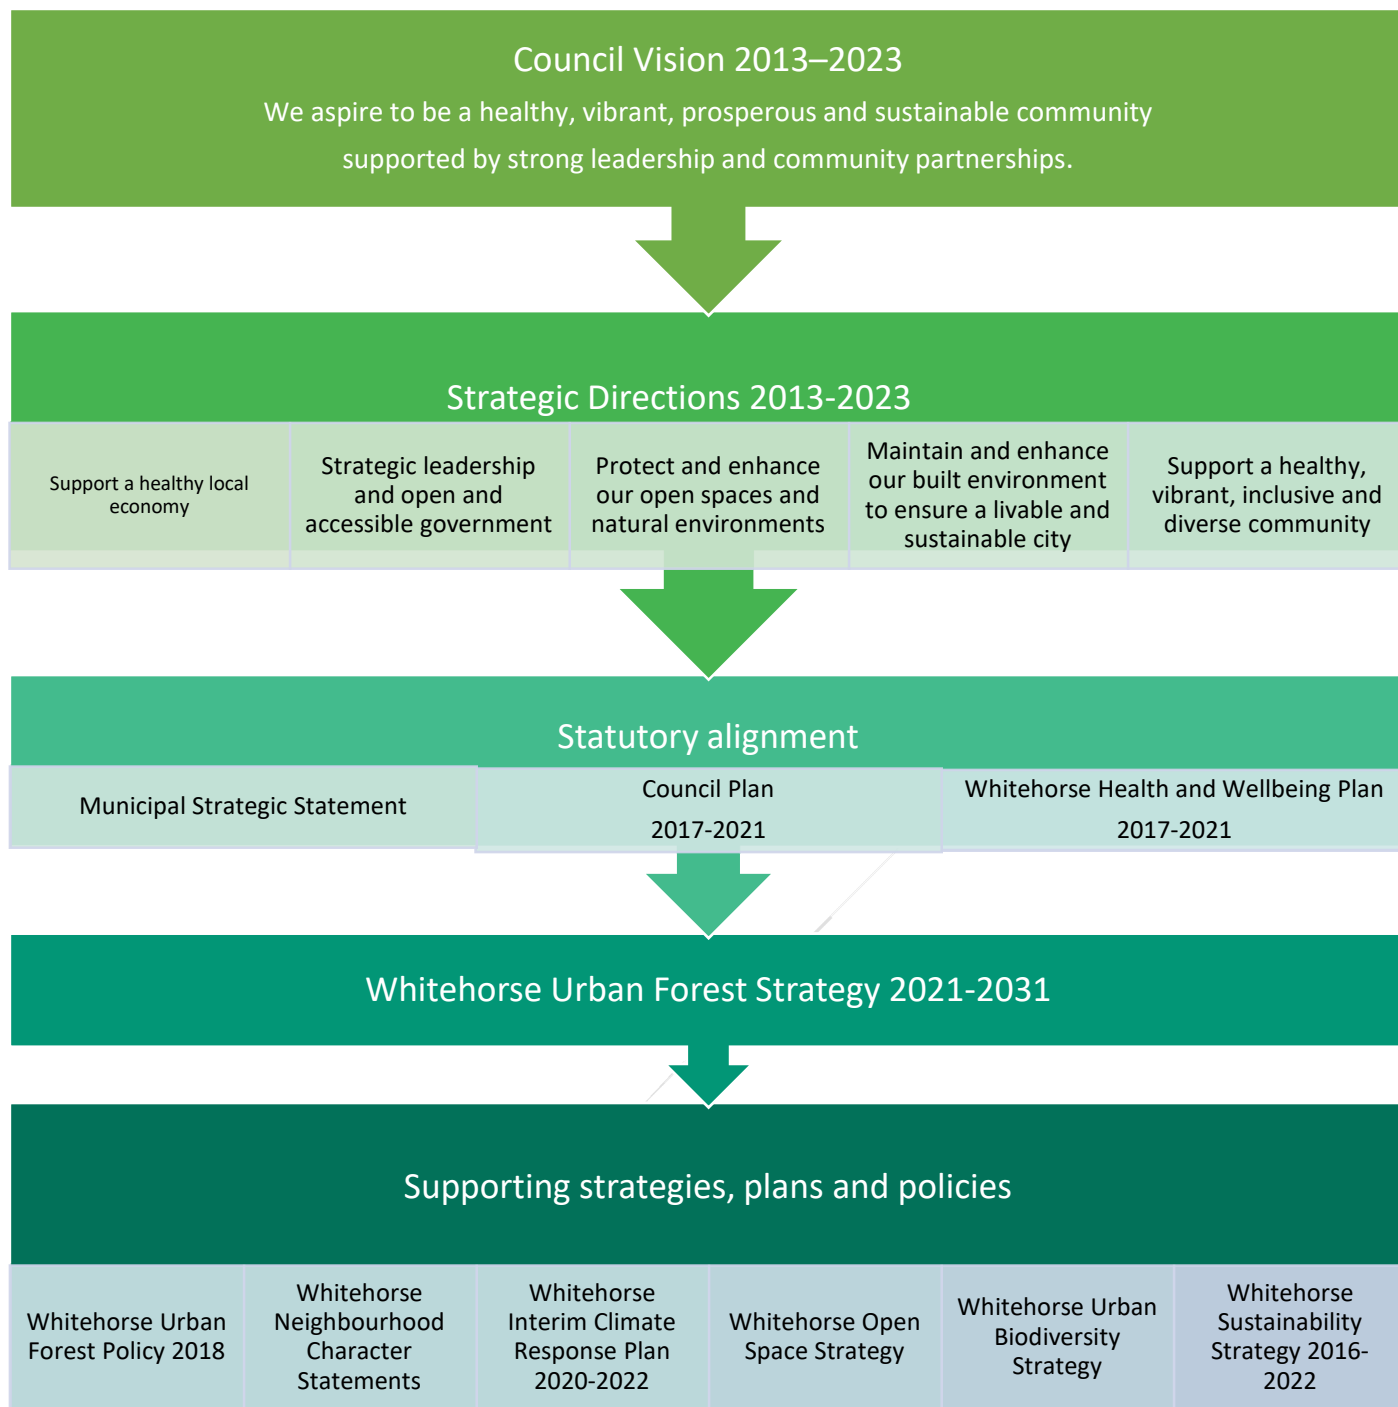 Council Vision 2013–2023
We aspire to be a healthy, vibrant, prosperous and sustainable community
supported by strong leadership and community partnerships.
Strategic Directions 2013-2023
Support a healthy local
economy
Strategic leadership
and open and
accessible government
Protect and enhance
our open spaces and
natural environments
Maintain and enhance
our built environment
to ensure a livable and
sustainable city
Support a healthy,
vibrant, inclusive and
diverse community
Statutory alignment
Municipal Strategic Statement
Council Plan
2017-2021
Whitehorse Health and Wellbeing Plan
2017-2021
Whitehorse Urban Forest Strategy 2021-2031
Supporting strategies, plans and policies
Whitehorse Urban
Forest Policy 2018
Whitehorse
Neighbourhood
Character
Statements
Whitehorse
Interim Climate
Response Plan
2020-2022
Whitehorse Open
Space Strategy
Whitehorse Urban
Biodiversity
Strategy
Whitehorse
Sustainability
Strategy 2016-
2022